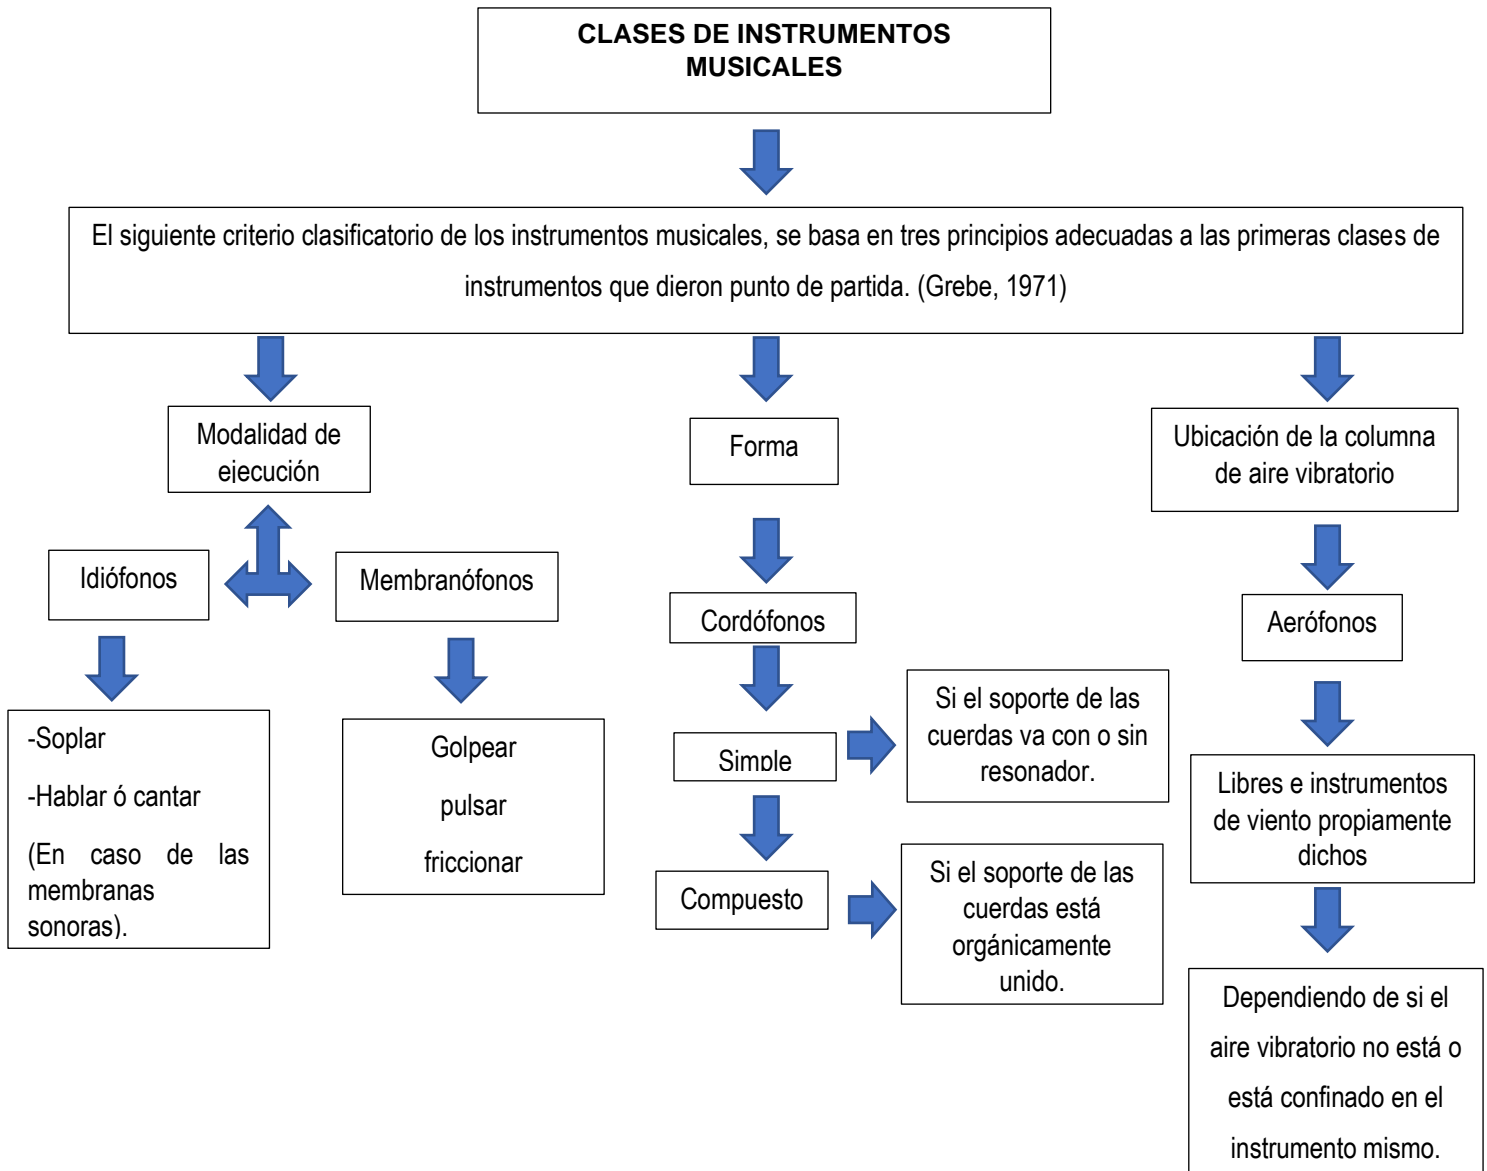 CLASES DE INSTRUMENTOS
MUSICALES
El siguiente criterio clasificatorio de los instrumentos musicales, se basa en tres principios adecuadas a las primeras clases de
instrumentos que dieron punto de partida. (Grebe, 1971)
Modalidad de
ejecución
Idiófonos
Membranófonos
-Soplar
-Hablar ó cantar
(En caso de las
membranas
sonoras).
Golpear
pulsar
friccionar
Forma
Cordófonos
Simple
Si el soporte de las
cuerdas va con o sin
resonador.
Compuesto
Si el soporte de las
cuerdas está
orgánicamente
unido.
Ubicación de la columna
de aire vibratorio
Aerófonos
Libres e instrumentos
de viento propiamente
dichos
Dependiendo de si el
aire vibratorio no está o
está confinado en el
instrumento mismo.